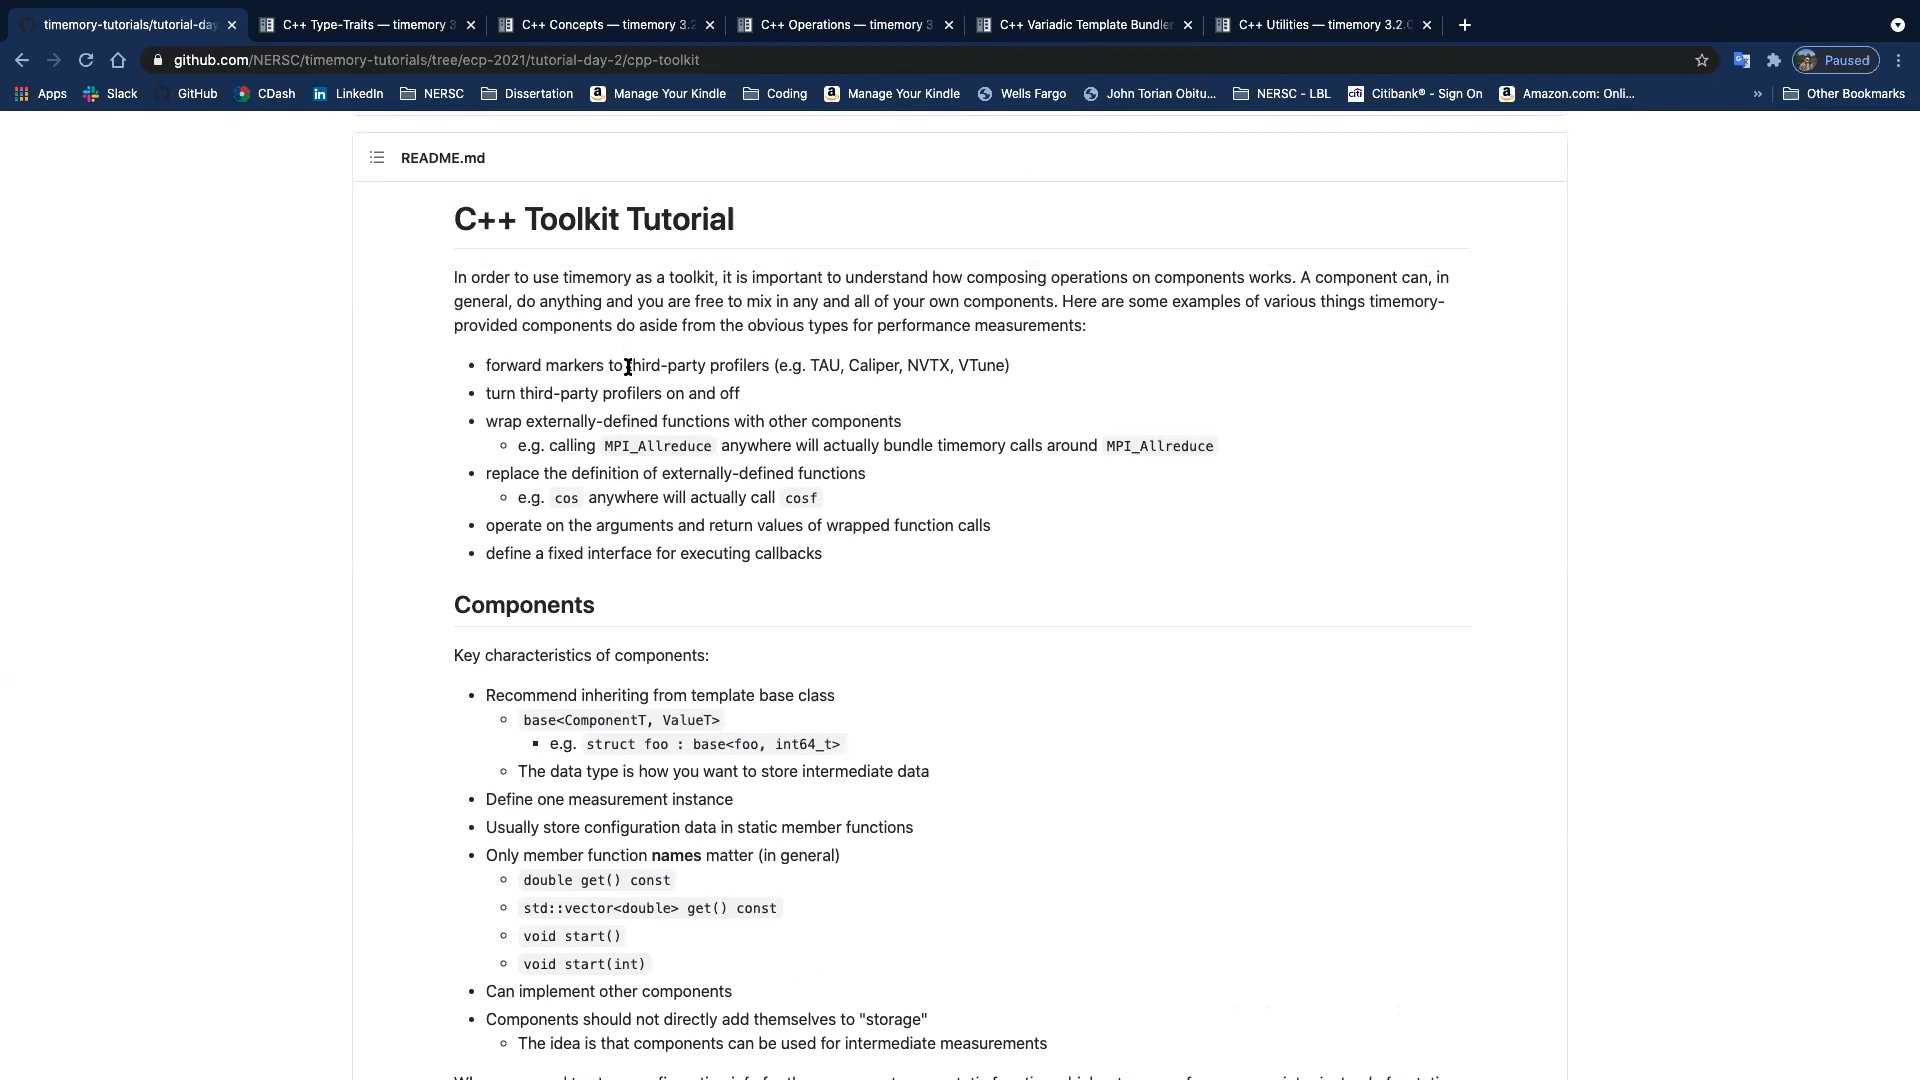 timemory-tutorials/tutorial-day
C++ Type-Traits — timemory 3
C++ Concepts — timemory 3.2
C++ Operations — timemory 3
C++ Variadic Template Bundler
C++ Utilities — timemory 3.2.0
github.com/NERSC/timemory-tutorials/tree/ecp-2021/tutorial-day-2/cpp-toolkit
Paused
Apps
Slack
GitHub
CDash
LinkedIn
NERSC
Dissertation
Manage Your Kindle
Coding
Manage Your Kindle
Wells Fargo
John Torian Obitu...
NERSC - LBL
citi
Citibank® - Sign On
Amazon.com: Onli...
»
Other Bookmarks
README.md
C++ Toolkit Tutorial
In order to use timemory as a toolkit, it is important to understand how composing operations on components works. A component can, in
general, do anything and you are free to mix in any and all of your own components. Here are some examples of various things timemory-
provided components do aside from the obvious types for performance measurements:
• forward markers to third-party profilers (e.g. TAU, Caliper, NVTX, VTune)
• turn third-party profilers on and off
• wrap externally-defined functions with other components
◦ e.g. calling MPI_Allreduce anywhere will actually bundle timemory calls around MPI_Allreduce
• replace the definition of externally-defined functions
◦ e.g. cos anywhere will actually call cosf
• operate on the arguments and return values of wrapped function calls
• define a fixed interface for executing callbacks
Components
Key characteristics of components:
• Recommend inheriting from template base class
◦ base<ComponentT, ValueT>
▪ e.g. struct foo : base<foo, int64_t>
◦ The data type is how you want to store intermediate data
• Define one measurement instance
• Usually store configuration data in static member functions
• Only member function names matter (in general)
◦ double get() const
◦ std::vector<double> get() const
◦ void start()
◦ void start(int)
• Can implement other components
• Components should not directly add themselves to "storage"
◦ The idea is that components can be used for intermediate measurements